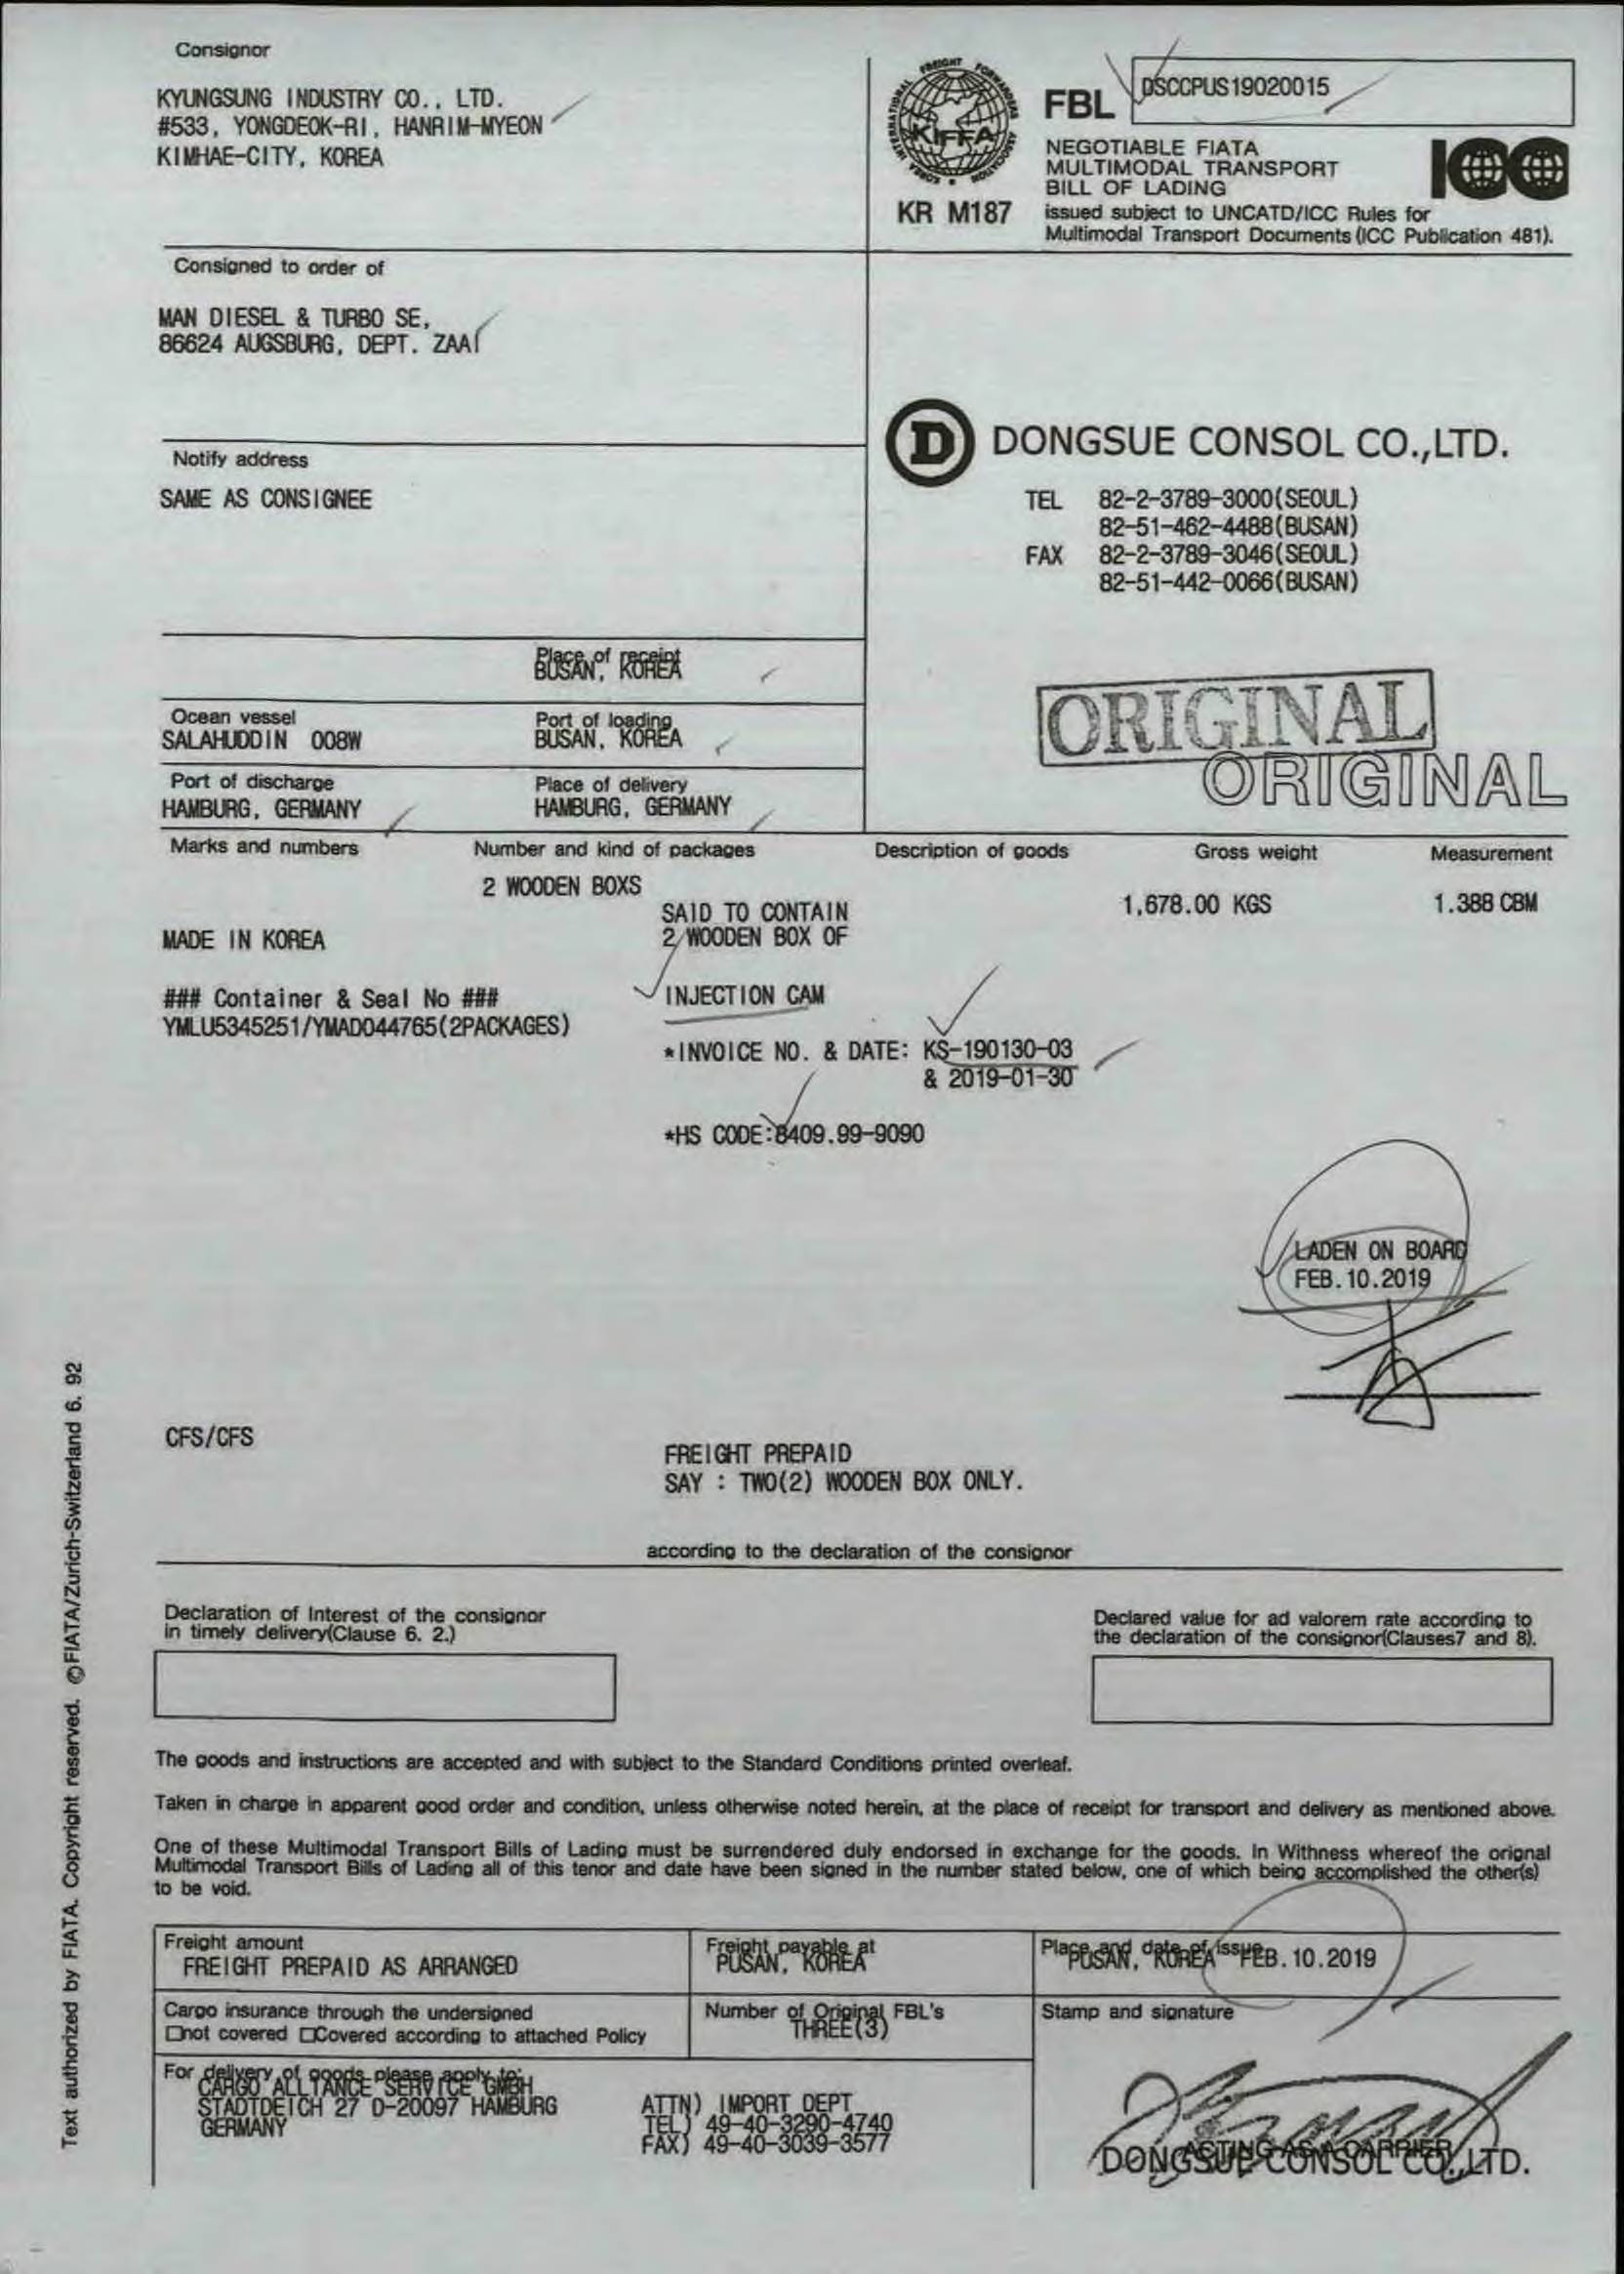 Consignor
KYUNGSUNG INDUSTRY CO., LTD.
#533, YONGDEOK-RI, HANRIM-MYEON
KIMHAE-CITY, KOREA
KOREA INTERNATIONAL FREIGHT FORWARDERS ASSOCIATION
KIFFA
KR M187
FBL
DSCCPUS19020015
NEGOTIABLE FIATA
MULTIMODAL TRANSPORT
BILL OF LADING
ICC
issued subject to UNCATD/ICC Rules for
Multimodal Transport Documents (ICC Publication 481).
Consigned to order of
MAN DIESEL & TURBO SE,
86624 AUGSBURG, DEPT. ZAAI
D DONGSUE CONSOL CO.,LTD.
TEL 82-2-3789-3000(SEOUL)
82-51-462-4488(BUSAN)
FAX 82-2-3789-3046(SEOUL)
82-51-442-0066(BUSAN)
Notify address
SAME AS CONSIGNEE
Place of receipt
BUSAN, KOREA
Ocean vessel
SALAHUDDIN 008W
Port of loading
BUSAN, KOREA
Port of discharge
HAMBURG, GERMANY
Place of delivery
HAMBURG, GERMANY
ORIGINAL
ORIGINAL
Marks and numbers Number and kind of packages Description of goods Gross weight Measurement
2 WOODEN BOXS
SAID TO CONTAIN 1,678.00 KGS 1.388 CBM
MADE IN KOREA 2 WOODEN BOX OF
### Container & Seal No ### INJECTION CAM
YMLU5345251/YMAD044765(2PACKAGES)
*INVOICE NO. & DATE: KS-190130-03
& 2019-01-30
*HS CODE:8409.99-9090
LADEN ON BOARD
FEB.10.2019
CFS/CFS
FREIGHT PREPAID
SAY : TWO(2) WOODEN BOX ONLY.
according to the declaration of the consignor
Declaration of Interest of the consignor
in timely delivery(Clause 6. 2.)
Declared value for ad valorem rate according to
the declaration of the consignor(Clauses7 and 8).
The goods and instructions are accepted and with subject to the Standard Conditions printed overleaf.
Taken in charge in apparent good order and condition, unless otherwise noted herein, at the place of receipt for transport and delivery as mentioned above.
One of these Multimodal Transport Bills of Lading must be surrendered duly endorsed in exchange for the goods. In Withness whereof the orignal
Multimodal Transport Bills of Lading all of this tenor and date have been signed in the number stated below, one of which being accomplished the other(s)
to be void.
Freight amount
FREIGHT PREPAID AS ARRANGED
Freight payable at
PUSAN, KOREA
Place and date of issue
PUSAN, KOREA FEB.10.2019
Cargo insurance through the undersigned
□not covered □Covered according to attached Policy
Number of Original FBL's
THREE(3)
Stamp and signature
For delivery of goods please apply to:
CARGO ALLIANCE SERVICE GMBH
STADTDEICH 27 D-20097 HAMBURG
GERMANY
ATTN) IMPORT DEPT
TEL) 49-40-3290-4740
FAX) 49-40-3039-3577
ACTING AS A CARRIER
DONGSUE CONSOL CO.,LTD.
Text authorized by FIATA. Copyright reserved. ©FIATA/Zurich-Switzerland 6. 92